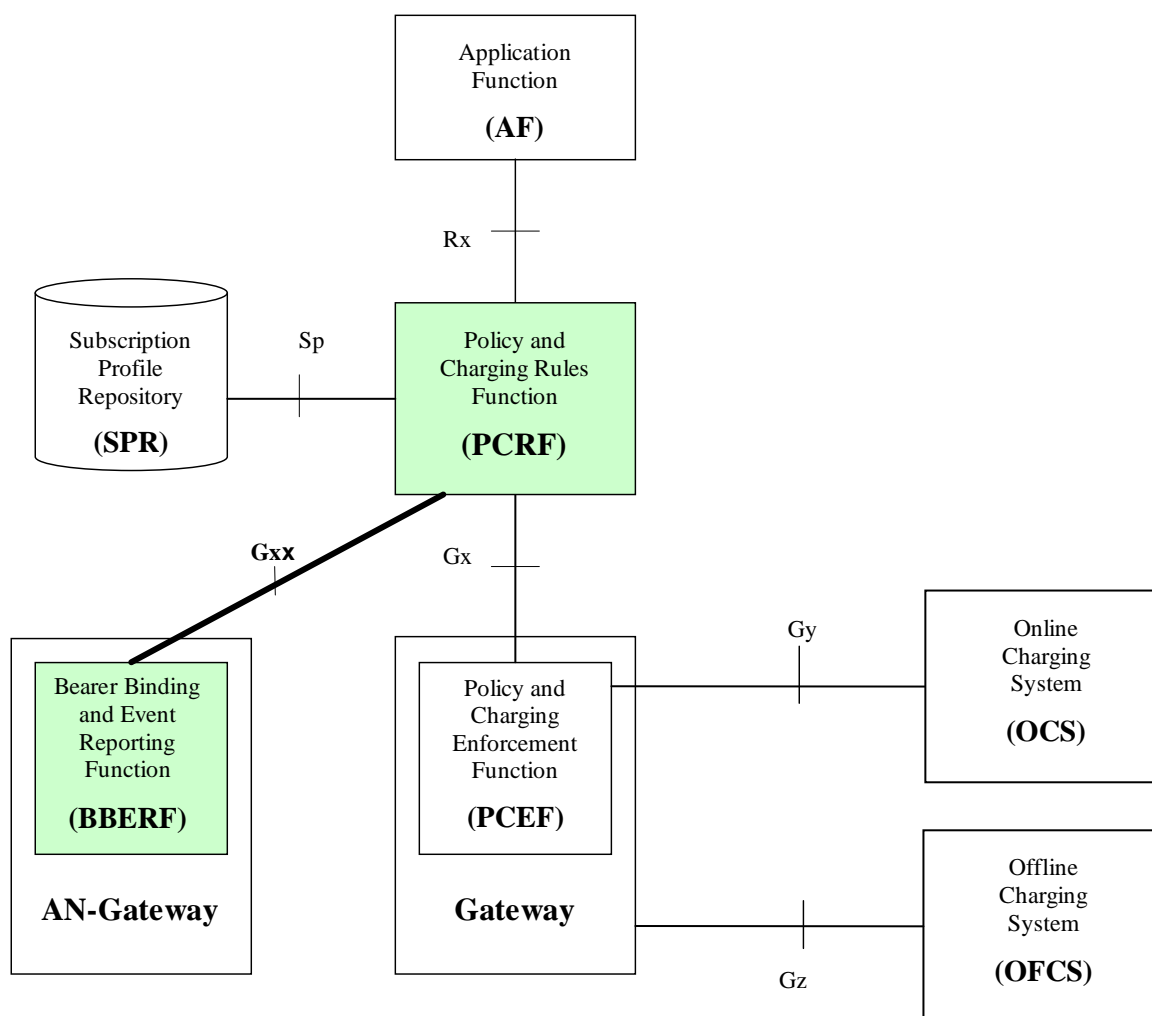 Application
Function
(AF)
Rx
Subscription
Profile
Repository
(SPR)
Sp
Policy and
Charging Rules
Function
(PCRF)
Gxx
Gx
Bearer Binding
and Event
Reporting
Function
(BBERF)
AN-Gateway
Policy and
Charging
Enforcement
Function
(PCEF)
Gateway
Gy
Online
Charging
System
(OCS)
Gz
Offline
Charging
System
(OFCS)